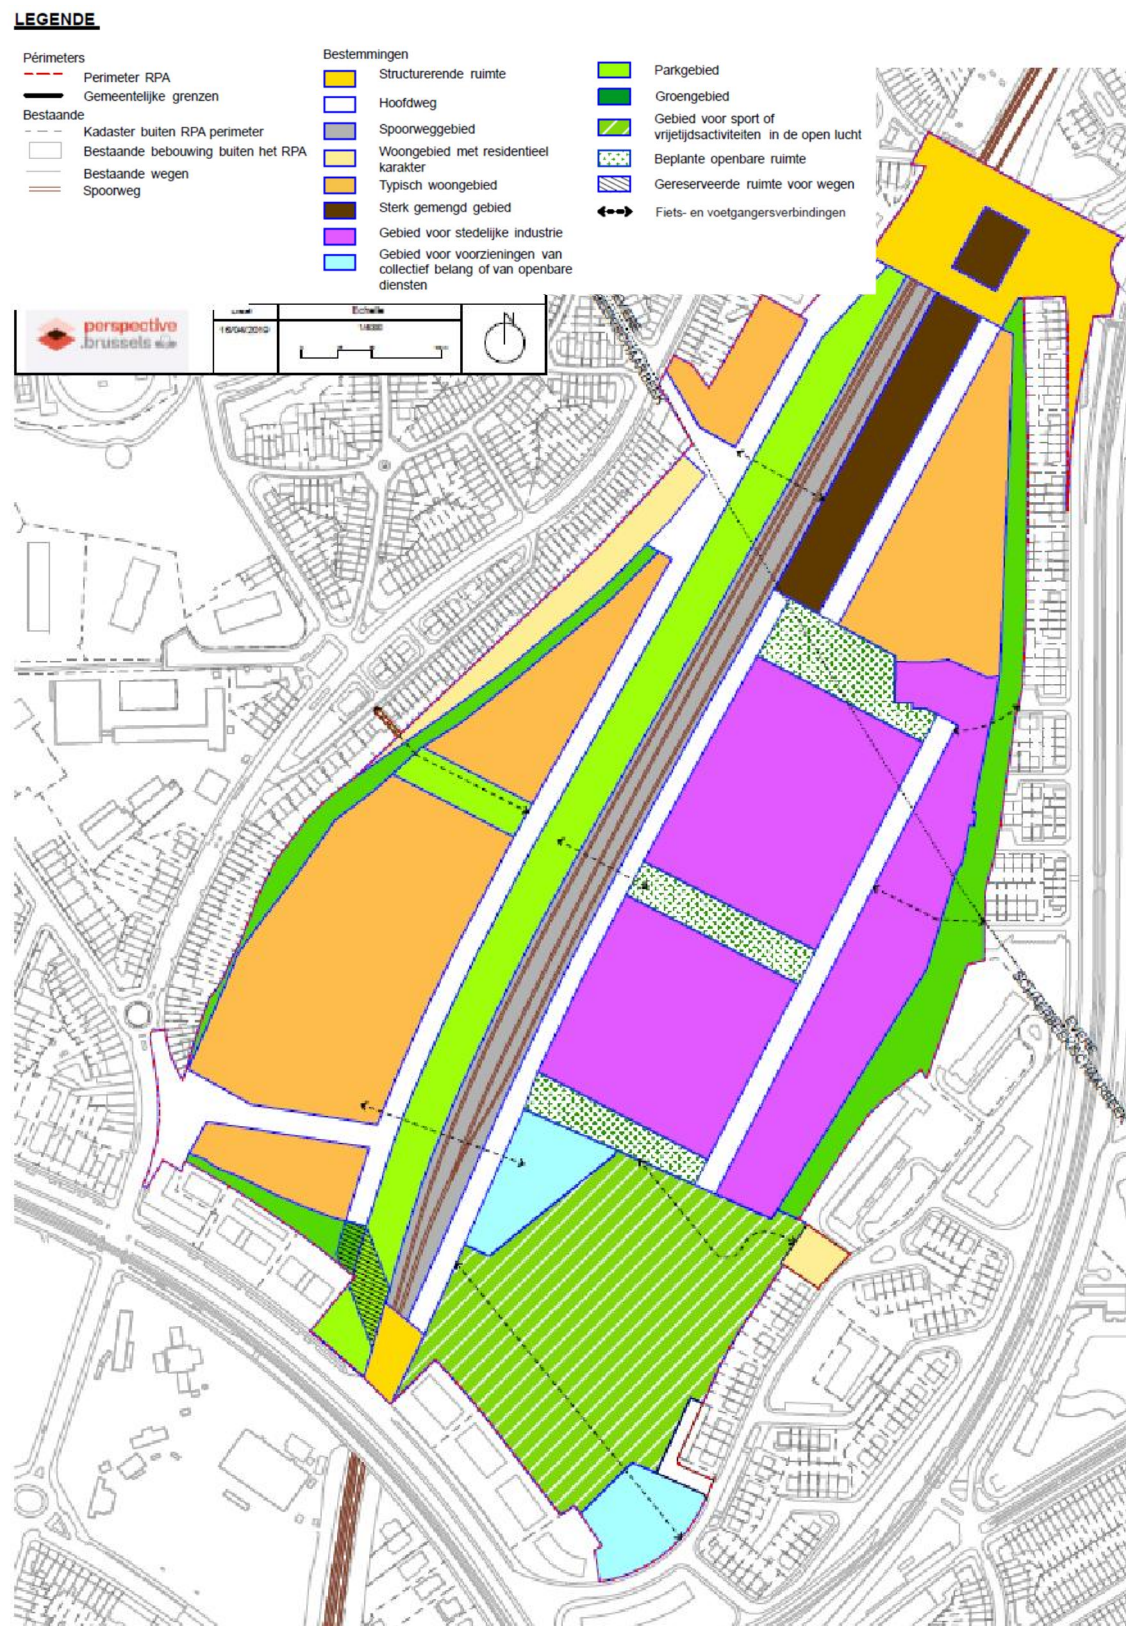 LEGENDE
Périmeters
Perimeter RPA
Gemeentelijke grenzen
Bestaande
Kadaster buiten RPA perimeter
Bestaande bebouwing buiten het RPA
Bestaande wegen
Spoorweg
Bestemmingen
Structurerende ruimte
Hoofdweg
Spoorweggebied
Woongebied met residentieel
karakter
Typisch woongebied
Sterk gemengd gebied
Gebied voor stedelijke industrie
Gebied voor voorzieningen van
collectief belang of van openbare
diensten
Parkgebied
Groengebied
Gebied voor sport of
vrijetijdsactiviteiten in de open lucht
Beplante openbare ruimte
Gereserveerde ruimte voor wegen
Fiets- en voetgangersverbindingen
perspective
.brussels
Echelle
16/04/2019
N
EVERE
EVERE